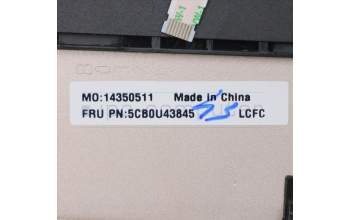 MO:14350511 Made in China
FRU PN:5CB0U43845 LCFC